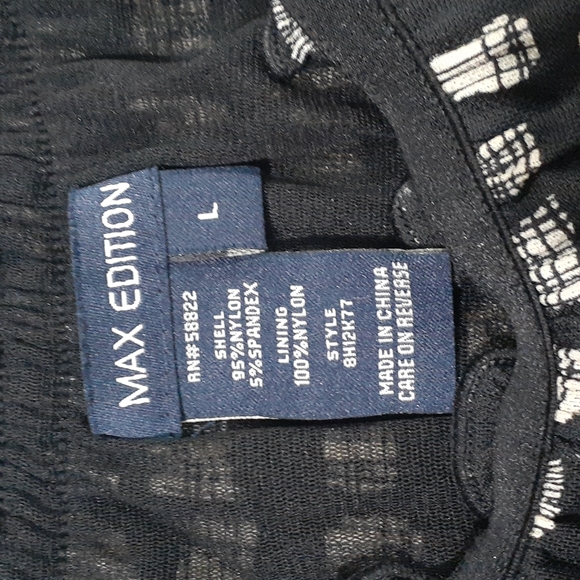 MAX EDITION
L
RN#58822
SHELL
95%NYLON
5%SPANDEX
LINING
100%NYLON
STYLE
8H12K77
MADE IN CHINA
CARE ON REVERSE